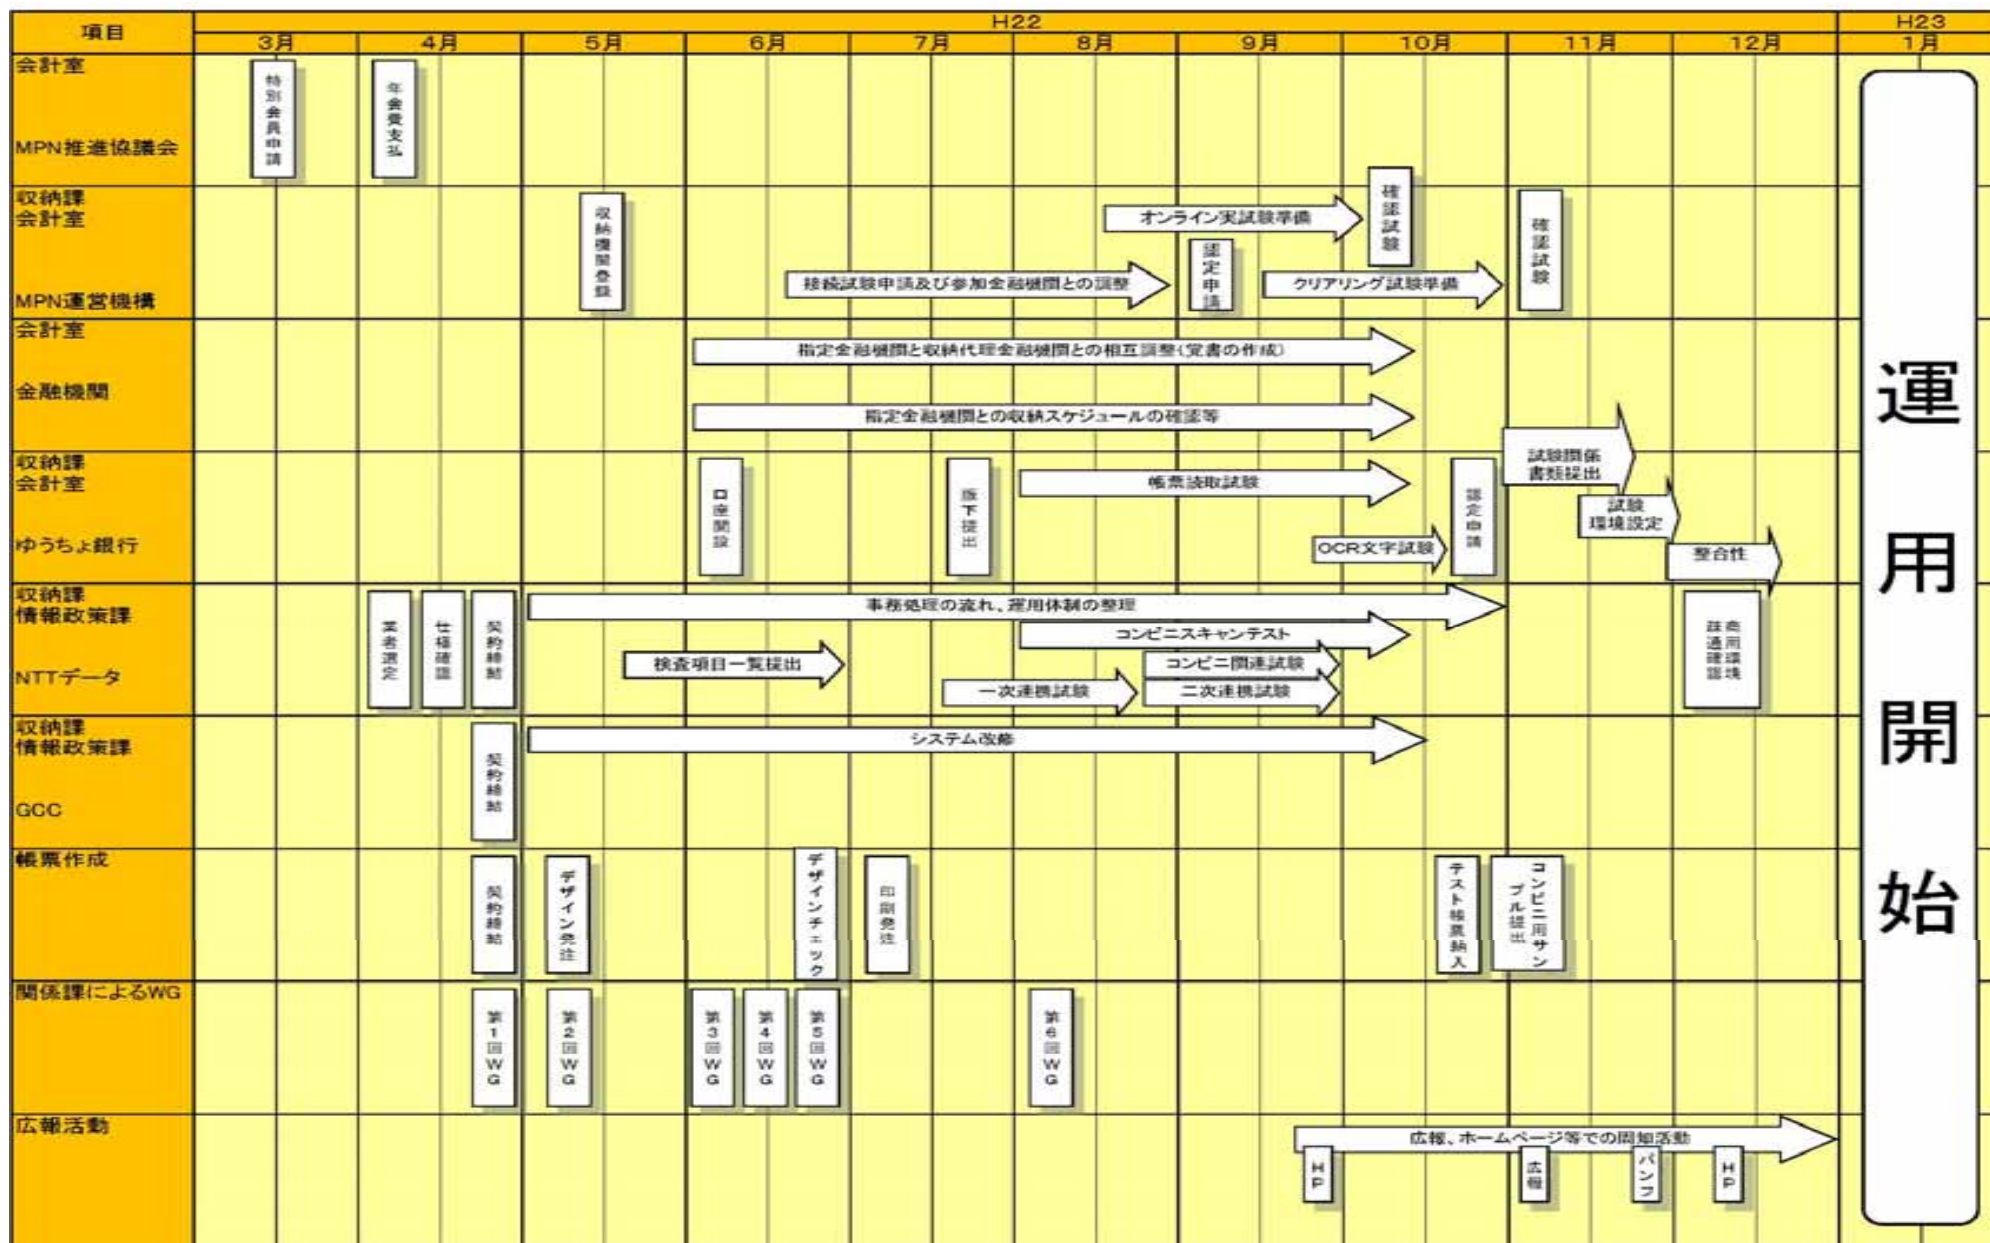 項目
H22
H23
3月
4月
5月
6月
7月
8月
9月
10月
11月
12月
1月
会計室
MPN推進協議会
特別会員申請
年会費支払
収納課
会計室
MPN運営機構
収納機関登録
オンライン実試験準備
確認試験
確認試験
認定申請
接続試験申請及び参加金融機関との調整
クリアリング試験準備
会計室
金融機関
指定金融機関と収納代理金融機関との相互調整(覚書の作成)
指定金融機関との収納スケジュールの確認等
収納課
会計室
ゆうちょ銀行
口座開設
版下提出
帳票読取試験
OCR文字試験
認定申請
試験関係
書類提出
試験
環境設定
整合性
収納課
情報政策課
NTTデータ
業者選定
仕様確認
契約締結
事務処理の流れ、運用体制の整理
コンビニスキャンテスト
検査項目一覧提出
コンビニ関連試験
一次連携試験
二次連携試験
商用環境
疎通確認
収納課
情報政策課
GCC
契約締結
システム改修
帳票作成
契約締結
デザイン発注
デザインチェック
印刷発注
テスト帳票納入
コンビニ用サン
プル提出
関係課によるWG
第1回WG
第2回WG
第3回WG
第4回WG
第5回WG
第6回WG
広報活動
広報、ホームページ等での周知活動
HP
広報
パンフ
HP
運用開始